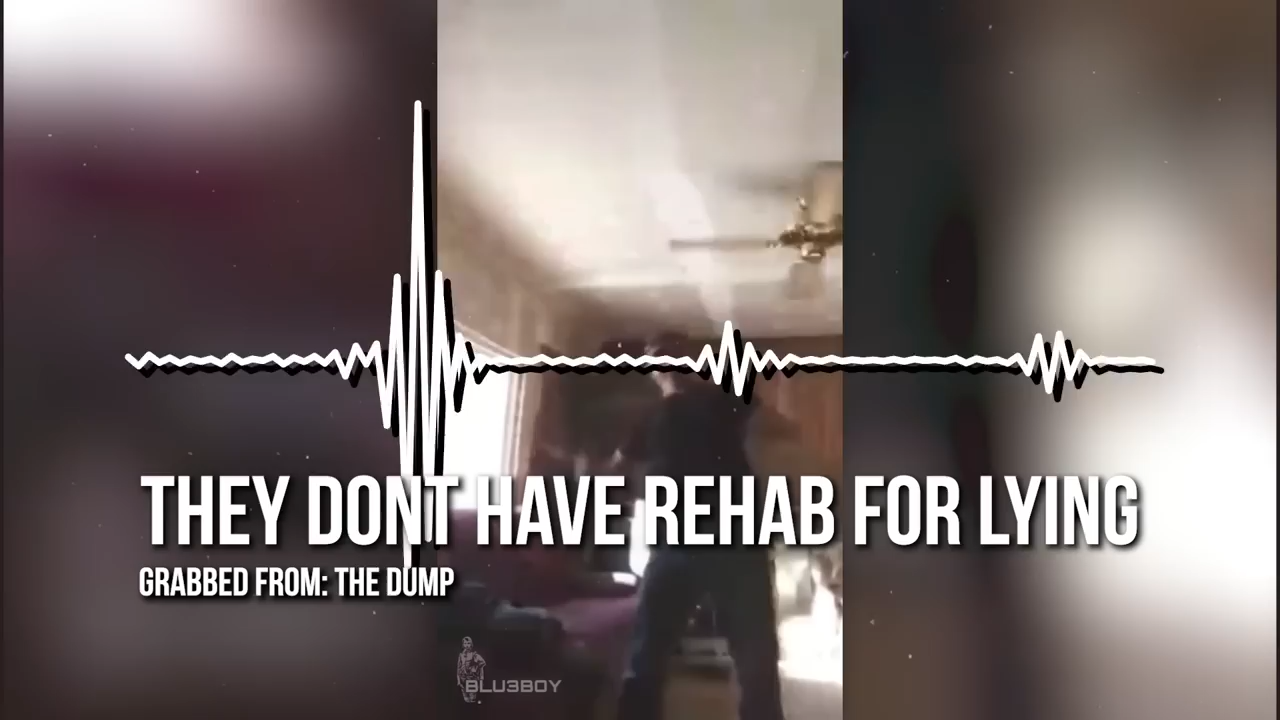 THEY DONT HAVE REHAB FOR LYING
GRABBED FROM: THE DUMP
BLU3BOY